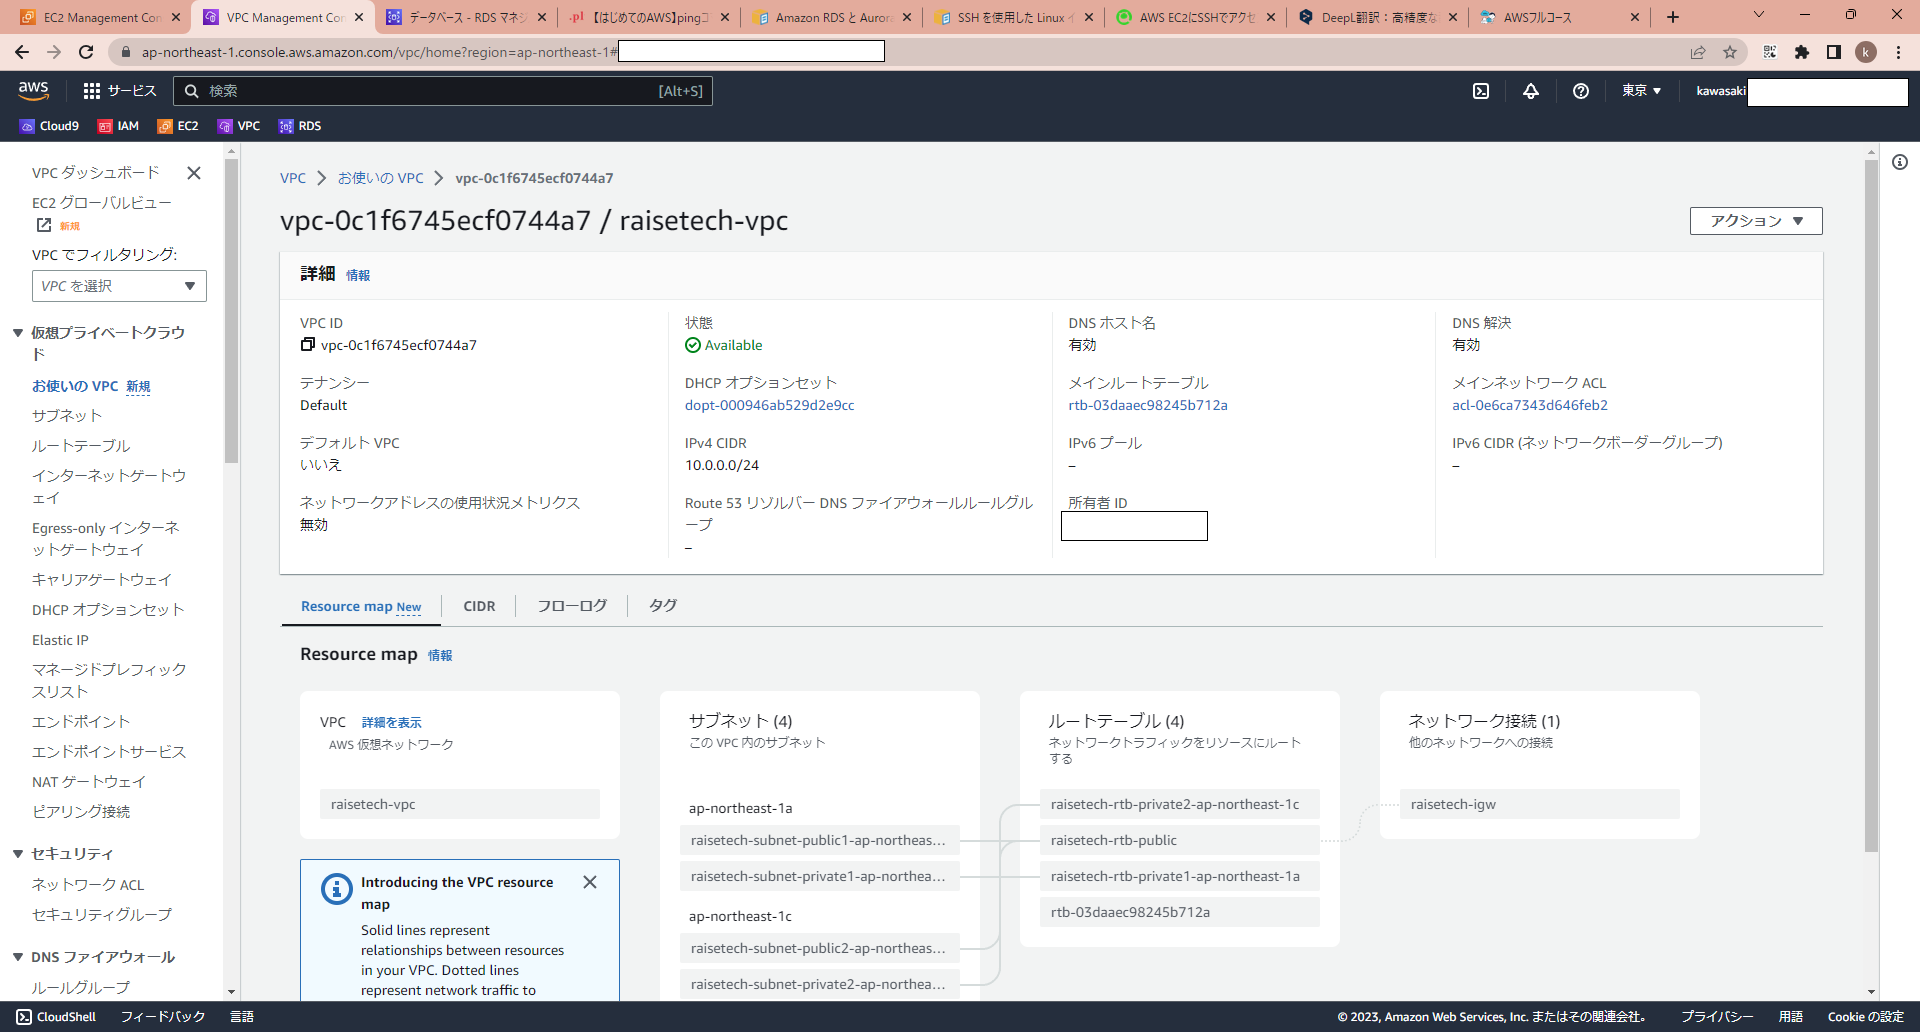 EC2 Management Con
VPC Management Con
データベース - RDS マネジ
.pl 【はじめてのAWS】pingコ
Amazon RDS と Aurora
SSH を使用した Linux イ
AWS EC2にSSHでアクセ
DeepL翻訳：高精度な
AWSフルコース
ap-northeast-1.console.aws.amazon.com/vpc/home?region=ap-northeast-1#
k
aws
サービス
検索
[Alt+S]
東京
kawasaki
Cloud9
IAM
EC2
VPC
RDS
VPC ダッシュボード
EC2 グローバルビュー
新規
VPC でフィルタリング:
VPC を選択
仮想プライベートクラウ
ド
お使いの VPC 新規
サブネット
ルートテーブル
インターネットゲートウ
ェイ
Egress-only インターネ
ットゲートウェイ
キャリアゲートウェイ
DHCP オプションセット
Elastic IP
マネージドプレフィック
スリスト
エンドポイント
エンドポイントサービス
NAT ゲートウェイ
ピアリング接続
セキュリティ
ネットワーク ACL
セキュリティグループ
DNS ファイアウォール
ルールグループ
VPC
お使いの VPC
vpc-0c1f6745ecf0744a7
vpc-0c1f6745ecf0744a7 / raisetech-vpc
アクション
詳細 情報
VPC ID
vpc-0c1f6745ecf0744a7
状態
Available
DNS ホスト名
有効
DNS 解決
有効
テナンシー
Default
DHCP オプションセット
dopt-000946ab529d2e9cc
メインルートテーブル
rtb-03daaec98245b712a
メインネットワーク ACL
acl-0e6ca7343d646feb2
デフォルト VPC
いいえ
IPv4 CIDR
10.0.0.0/24
IPv6 プール
–
IPv6 CIDR (ネットワークボーダーグループ)
–
ネットワークアドレスの使用状況メトリクス
無効
Route 53 リゾルバー DNS ファイアウォールルールグル
ープ
–
所有者 ID
Resource map New
CIDR
フローログ
タグ
Resource map 情報
VPC 詳細を表示
AWS 仮想ネットワーク
raisetech-vpc
サブネット (4)
この VPC 内のサブネット
ap-northeast-1a
raisetech-subnet-public1-ap-northeas...
raisetech-subnet-private1-ap-northea...
ap-northeast-1c
raisetech-subnet-public2-ap-northeas...
raisetech-subnet-private2-ap-northea...
ルートテーブル (4)
ネットワークトラフィックをリソースにルート
する
raisetech-rtb-private2-ap-northeast-1c
raisetech-rtb-public
raisetech-rtb-private1-ap-northeast-1a
rtb-03daaec98245b712a
ネットワーク接続 (1)
他のネットワークへの接続
raisetech-igw
Introducing the VPC resource
map
Solid lines represent
relationships between resources
in your VPC. Dotted lines
represent network traffic to
CloudShell
フィードバック
言語
© 2023, Amazon Web Services, Inc. またはその関連会社。
プライバシー
用語
Cookie の設定